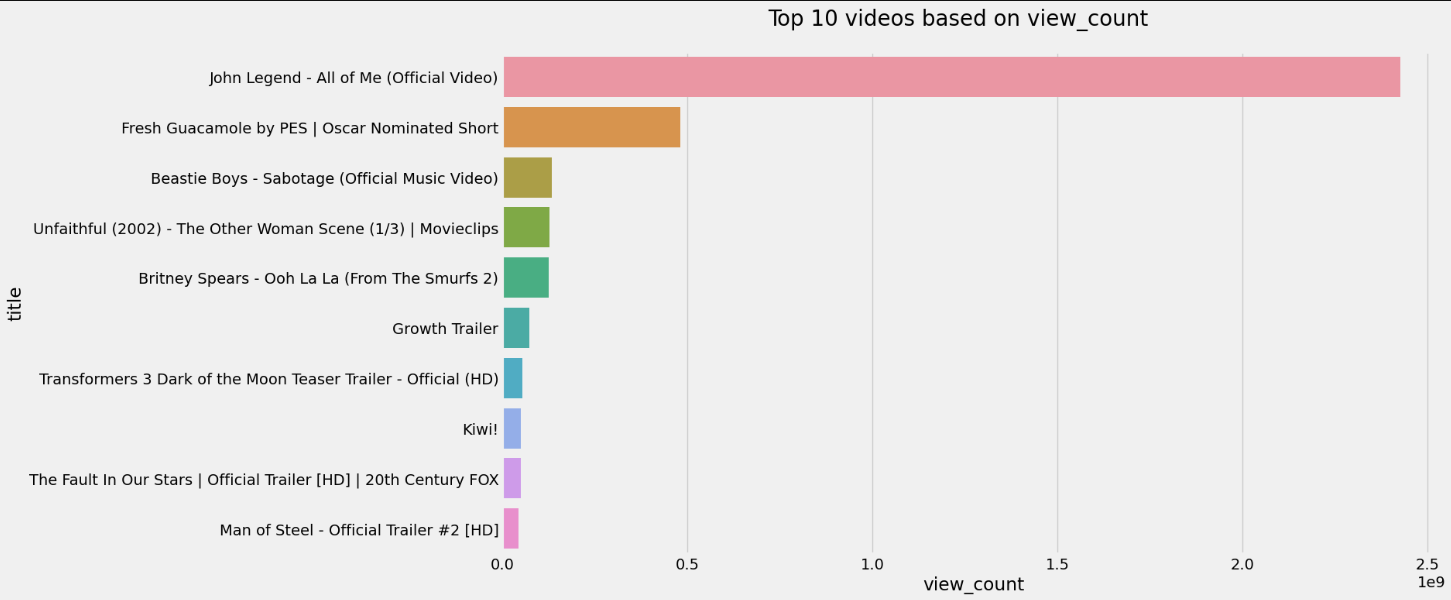 Top 10 videos based on view_count
title
John Legend - All of Me (Official Video)
Fresh Guacamole by PES | Oscar Nominated Short
Beastie Boys - Sabotage (Official Music Video)
Unfaithful (2002) - The Other Woman Scene (1/3) | Movieclips
Britney Spears - Ooh La La (From The Smurfs 2)
Growth Trailer
Transformers 3 Dark of the Moon Teaser Trailer - Official (HD)
Kiwi!
The Fault In Our Stars | Official Trailer [HD] | 20th Century FOX
Man of Steel - Official Trailer #2 [HD]
0.0 0.5 1.0 1.5 2.0 2.5
1e9
view_count